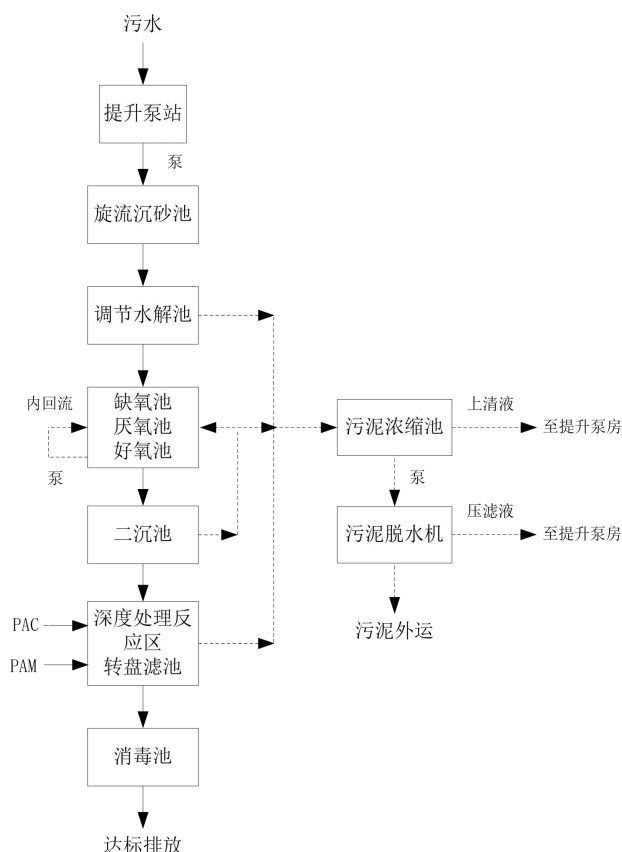 污水
提升泵站
泵
旋流沉砂池
调节水解池
内回流
泵
缺氧池
厌氧池
好氧池
污泥浓缩池
上清液
至提升泵房
泵
二沉池
污泥脱水机
压滤液
至提升泵房
污泥外运
PAC
PAM
深度处理反
应区
转盘滤池
消毒池
达标排放